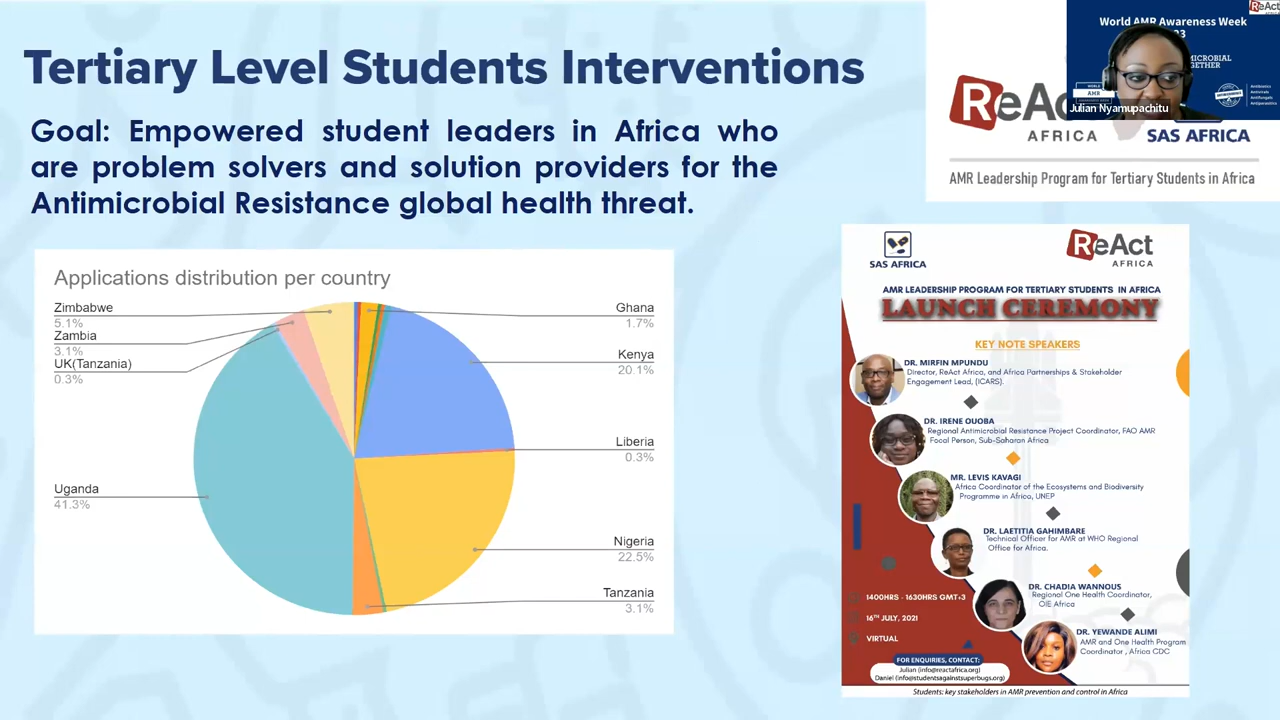 Tertiary Level Students Interventions
Goal: Empowered student leaders in Africa who
are problem solvers and solution providers for the
Antimicrobial Resistance global health threat.
Applications distribution per country
Zimbabwe
5.1%
Zambia
3.1%
UK(Tanzania)
0.3%
Uganda
41.3%
Ghana
1.7%
Kenya
20.1%
Liberia
0.3%
Nigeria
22.5%
Tanzania
3.1%
ReAct
World AMR Awareness Week
Julian Nyamupachitu
AFRICA
SAS AFRICA
AMR Leadership Program for Tertiary Students in Africa
SAS AFRICA
ReAct
AFRICA
AMR LEADERSHIP PROGRAM FOR TERTIARY STUDENTS IN AFRICA
LAUNCH CEREMONY
KEY NOTE SPEAKERS
DR. MIRFIN MPUNDU
Director, ReAct Africa, and Africa Partnerships & Stakeholder
Engagement Lead, (ICARS).
DR. IRENE OUOBA
Regional Antimicrobial Resistance Project Coordinator, FAO AMR
Focal Person, Sub-Saharan Africa
MR. LEVIS KAVAGI
Africa Coordinator of the Ecosystems and Biodiversity
Programme in Africa, UNEP
DR. LAETITIA GAHIMBARE
Technical Officer for AMR at WHO Regional
Office for Africa.
DR. CHADIA WANNOUS
Regional One Health Coordinator,
OIE Africa
DR. YEWANDE ALIMI
AMR and One Health Program
Coordinator , Africa CDC
1400HRS - 1630HRS GMT+3
16TH JULY, 2021
VIRTUAL
FOR ENQUIRIES, CONTACT:
Julian (info@reactafrica.org)
Daniel (info@studentsagainstsuperbugs.org)
Students: key stakeholders in AMR prevention and control in Africa